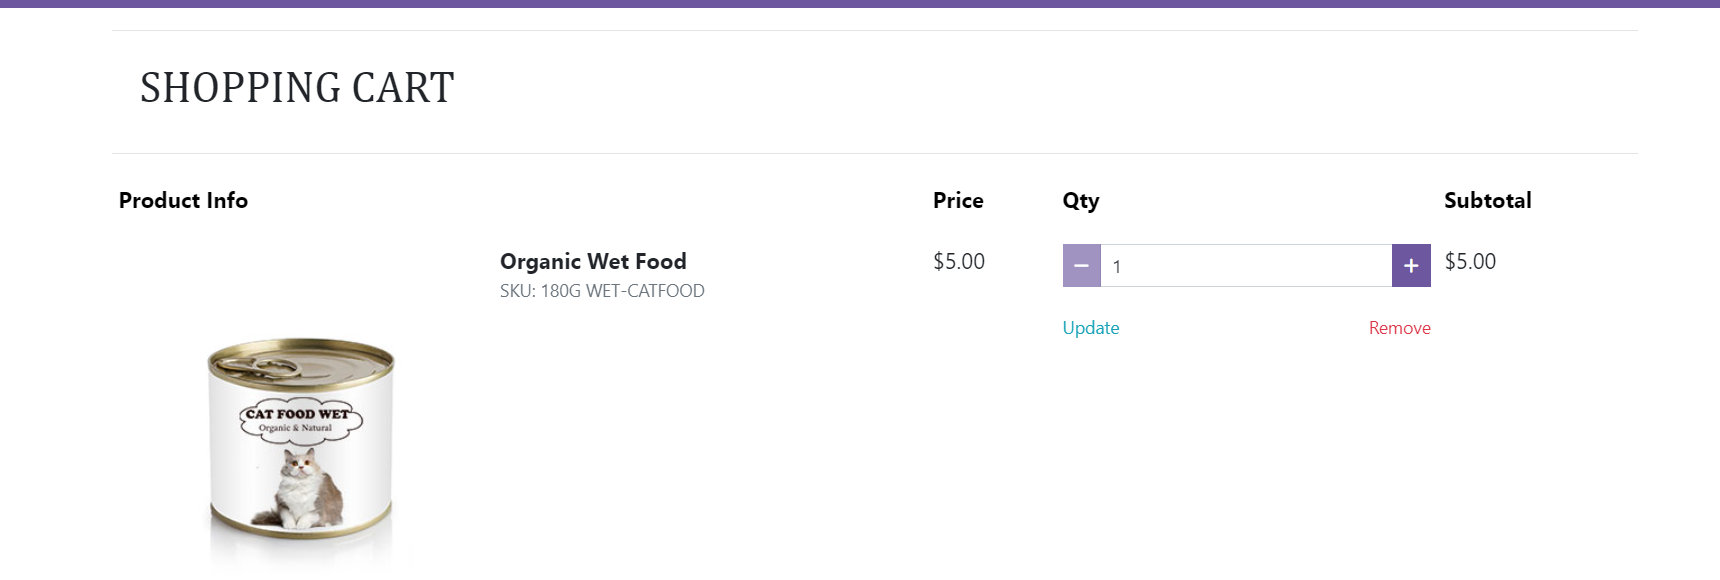 SHOPPING CART
Product Info Price Qty Subtotal
Organic Wet Food $5.00 − 1 + $5.00
SKU: 180G WET-CATFOOD
Update Remove
CAT FOOD WET
Organic & Natural